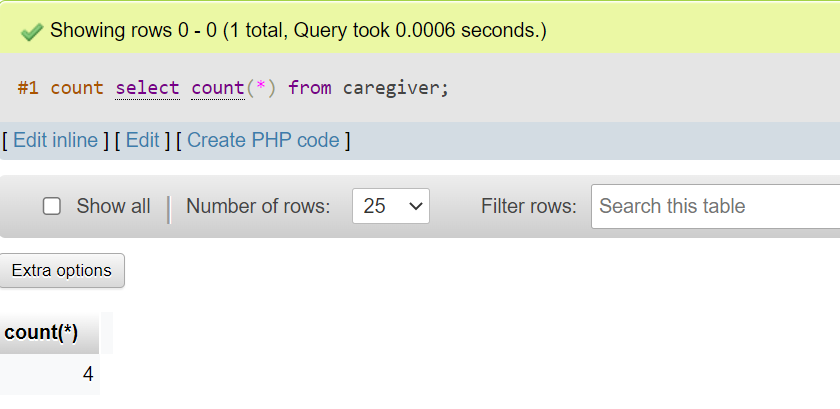 Showing rows 0 - 0 (1 total, Query took 0.0006 seconds.)
#1 count select count(*) from caregiver;
[ Edit inline ] [ Edit ] [ Create PHP code ]
Show all | Number of rows: 25 Filter rows: Search this table
Extra options
count(*)
4